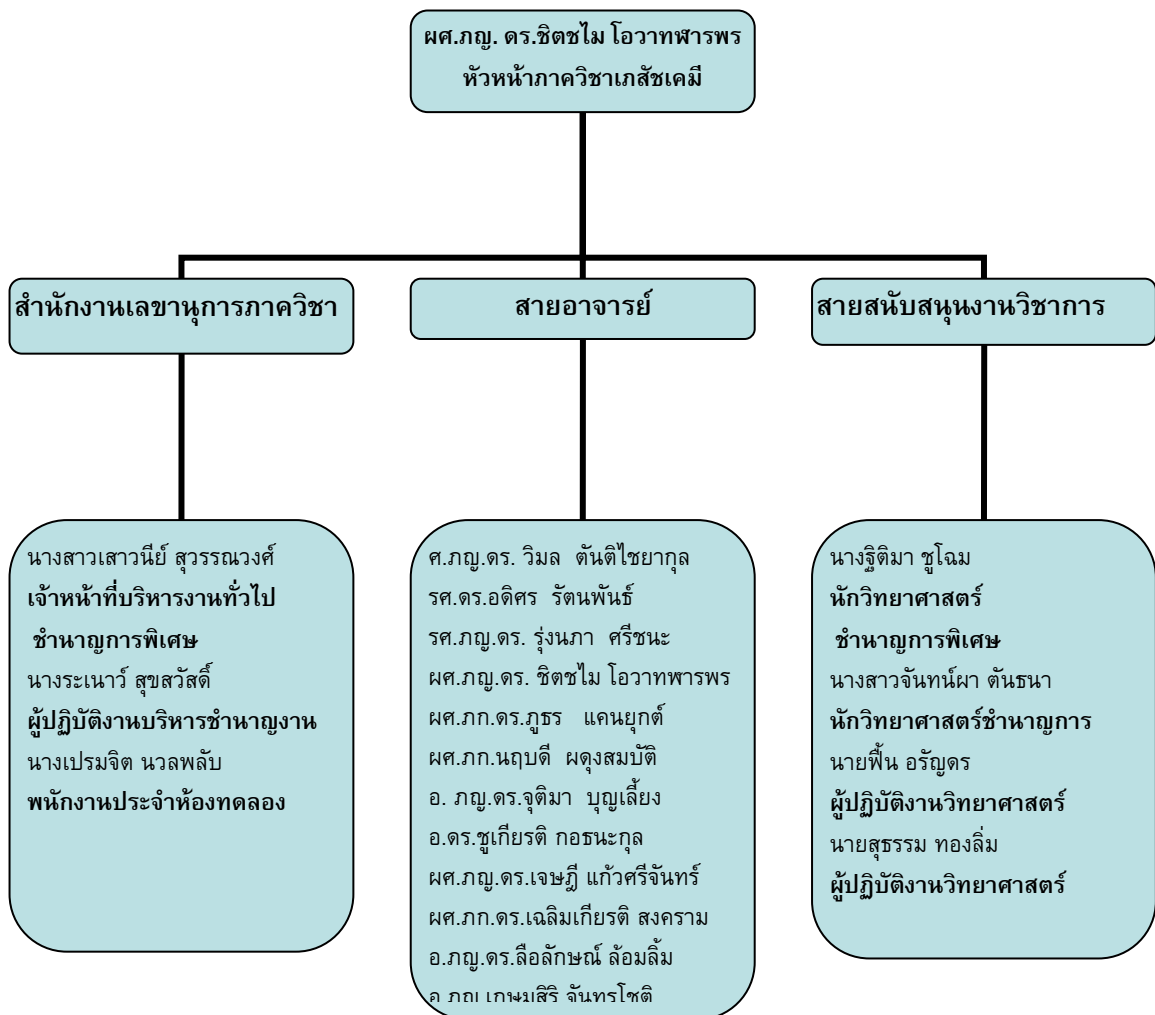 ผศ.ภญ. ดร.ชิตชไม โอวาทฬารพร
หัวหน้าภาควิชาเภสัชเคมี
สำนักงานเลขานุการภาควิชา
สายอาจารย์
สายสนับสนุนงานวิชาการ
นางสาวเสาวนีย์ สุวรรณวงศ์
เจ้าหน้าที่บริหารงานทั่วไป
ชำนาญการพิเศษ
นางระเนาว์ สุขสวัสดิ์
ผู้ปฏิบัติงานบริหารชำนาญงาน
นางเปรมจิต นวลพลับ
พนักงานประจำห้องทดลอง
ศ.ภญ.ดร. วิมล ตันติไชยากุล
รศ.ดร.อดิศร รัตนพันธ์
รศ.ภญ.ดร. รุ่งนภา ศรีชนะ
ผศ.ภญ.ดร. ชิตชไม โอวาทฬารพร
ผศ.ภก.ดร.ภูธร แคนยุกต์
ผศ.ภก.นฤบดี ผดุงสมบัติ
อ. ภญ.ดร.จุติมา บุญเลี้ยง
อ.ดร.ชูเกียรติ กอธนะกุล
ผศ.ภญ.ดร.เจษฎี แก้วศรีจันทร์
ผศ.ภก.ดร.เฉลิมเกียรติ สงคราม
อ.ภญ.ดร.ลือลักษณ์ ล้อมลิ้ม
อ.ภญ.เกษมสิริ จันทรโชติ
นางฐิติมา ชูโฉม
นักวิทยาศาสตร์
ชำนาญการพิเศษ
นางสาวจันทน์ผา ตันธนา
นักวิทยาศาสตร์ชำนาญการ
นายฟื้น อรัญดร
ผู้ปฏิบัติงานวิทยาศาสตร์
นายสุธรรม ทองลิ่ม
ผู้ปฏิบัติงานวิทยาศาสตร์